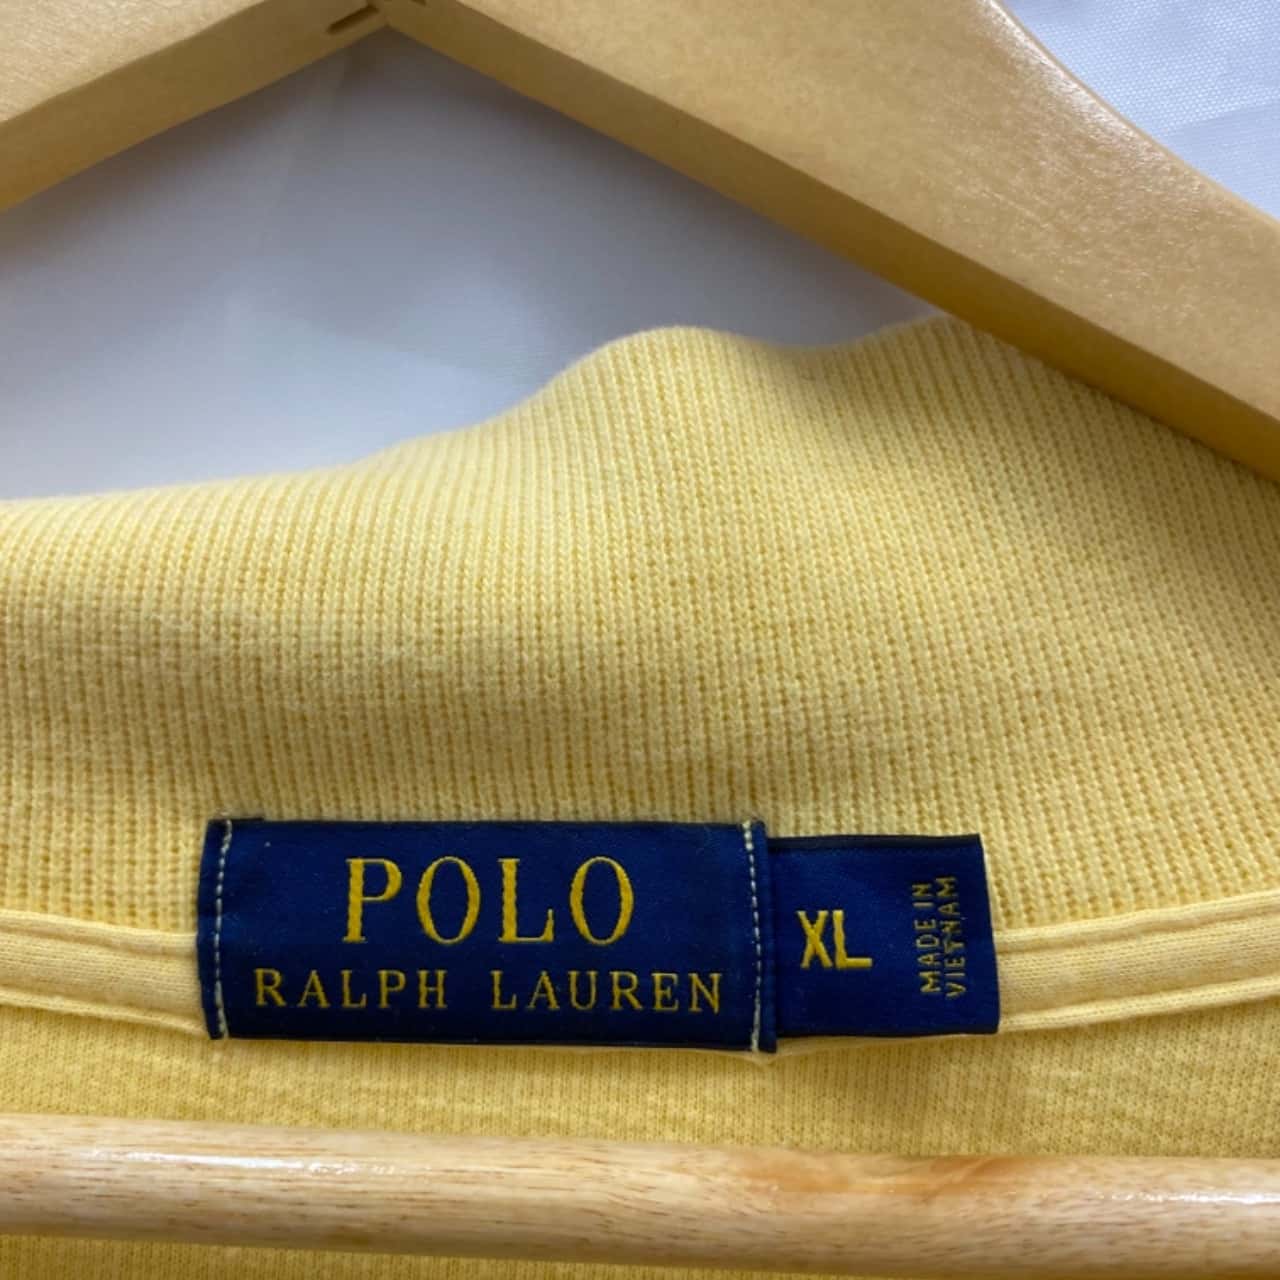 POLO
RALPH LAUREN
XL
MADE IN
VIETNAM